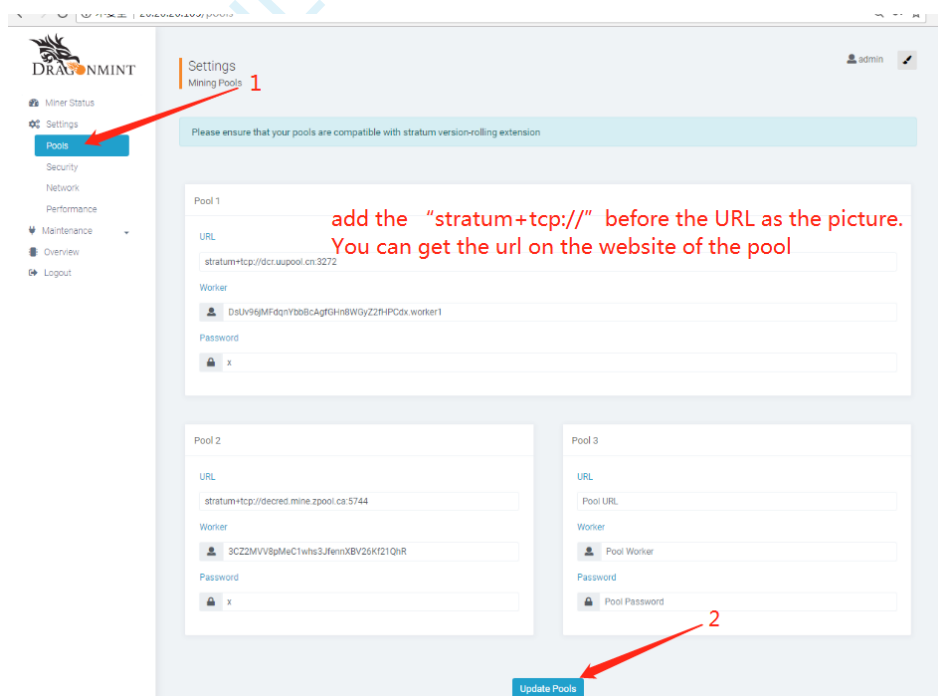 DRAGONMINT
Miner Status
Settings
Pools
Security
Network
Performance
Maintenance
Overview
Logout
Settings
Mining Pools
1
admin
Please ensure that your pools are compatible with stratum version-rolling extension
Pool 1
add the “stratum+tcp://” before the URL as the picture.
You can get the url on the website of the pool
URL
stratum+tcp://dcr.uupool.cn:3272
Worker
DsUv96jMFdqnYbbBcAgfGHn8WGyZ2fHPCdx.worker1
Password
x
Pool 2
URL
stratum+tcp://decred.mine.zpool.ca:5744
Worker
3CZ2MVV8pMeC1whs3JfennXBV26Kf21QhR
Password
x
Pool 3
URL
Pool URL
Worker
Pool Worker
Password
Pool Password
2
Update Pools